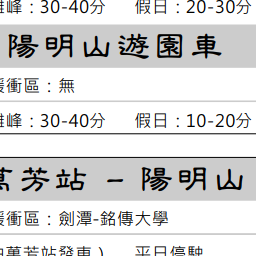 離峰：30-40分 假日：20-30分
陽明山遊園車
緩衝區：無
離峰：30-40分 假日：10-20分
萬芳站 – 陽明山
緩衝區：劍潭-銘傳大學
由萬芳站發車） 平日停駛